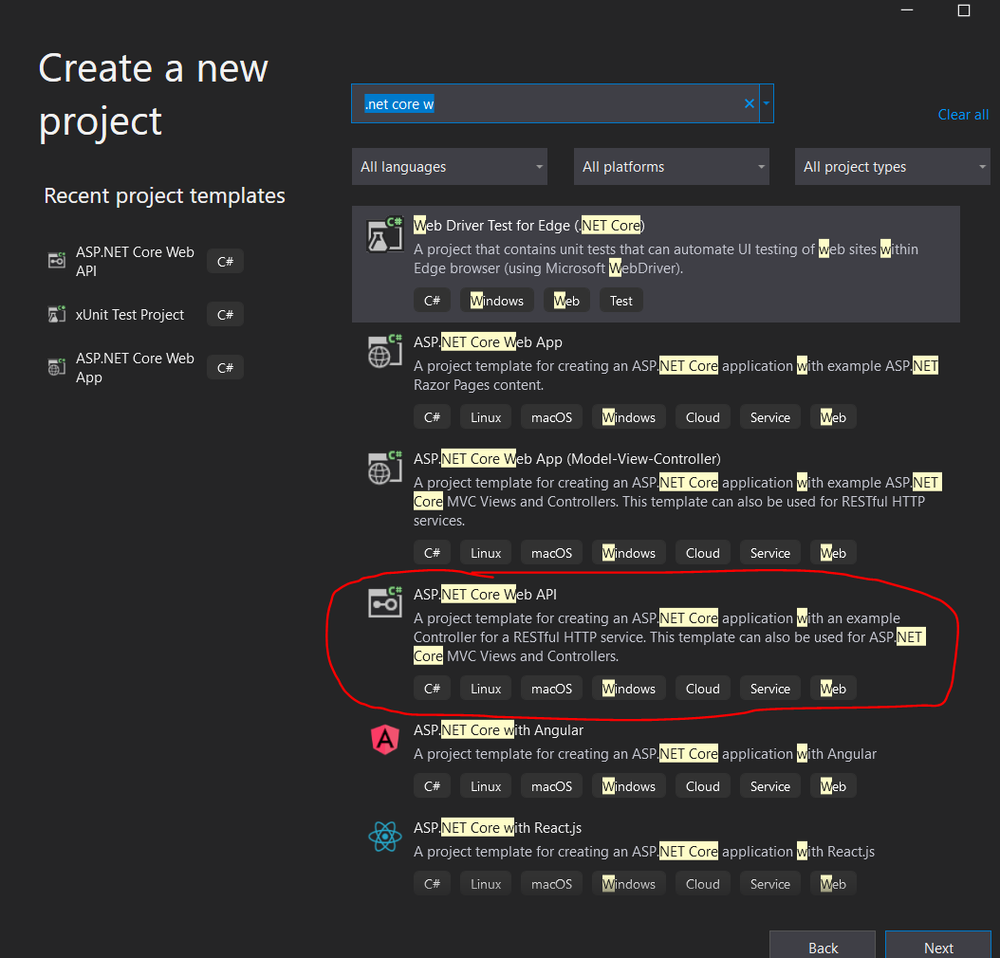 Create a new
project
.net core w
Clear all
All languages
All platforms
All project types
Recent project templates
ASP.NET Core Web
API
C#
xUnit Test Project
C#
ASP.NET Core Web
App
C#
Web Driver Test for Edge (.NET Core)
A project that contains unit tests that can automate UI testing of web sites within
Edge browser (using Microsoft WebDriver).
C# Windows Web Test
ASP.NET Core Web App
A project template for creating an ASP.NET Core application with example ASP.NET
Razor Pages content.
C# Linux macOS Windows Cloud Service Web
ASP.NET Core Web App (Model-View-Controller)
A project template for creating an ASP.NET Core application with example ASP.NET
Core MVC Views and Controllers. This template can also be used for RESTful HTTP
services.
C# Linux macOS Windows Cloud Service Web
ASP.NET Core Web API
A project template for creating an ASP.NET Core application with an example
Controller for a RESTful HTTP service. This template can also be used for ASP.NET
Core MVC Views and Controllers.
C# Linux macOS Windows Cloud Service Web
ASP.NET Core with Angular
A project template for creating an ASP.NET Core application with Angular
C# Linux macOS Windows Cloud Service Web
ASP.NET Core with React.js
A project template for creating an ASP.NET Core application with React.js
C# Linux macOS Windows Cloud Service Web
Back
Next